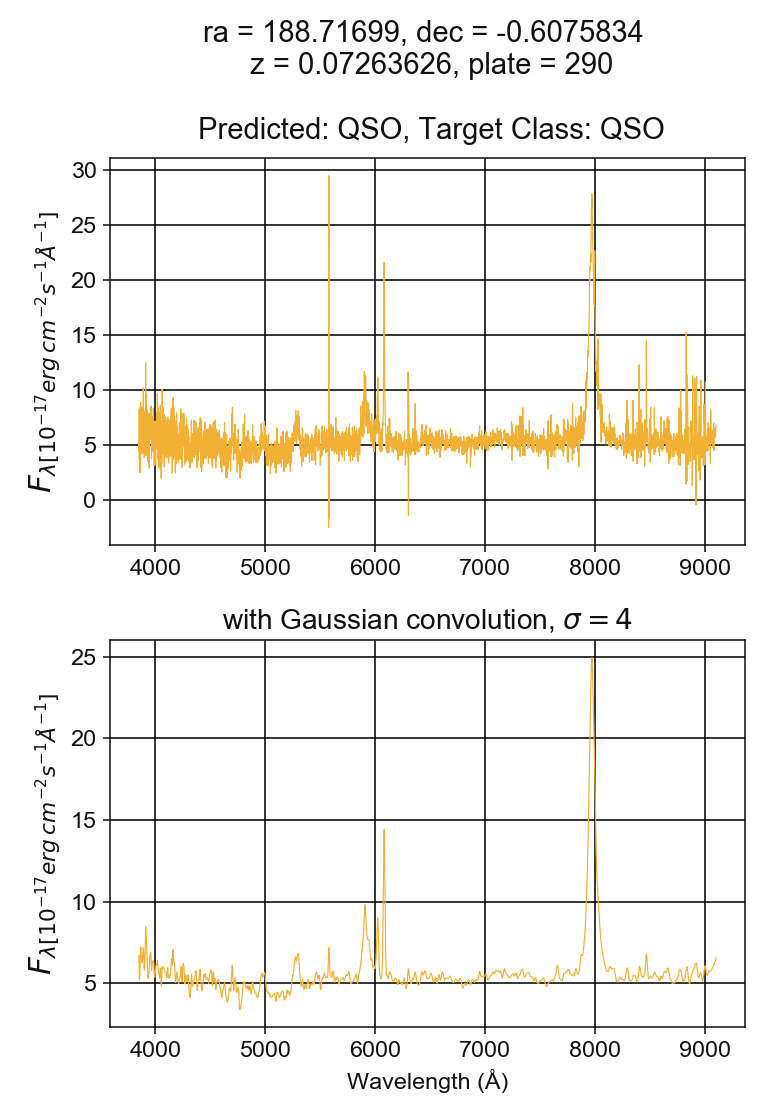 ra = 188.71699, dec = -0.6075834
z = 0.07263626, plate = 290
Predicted: QSO, Target Class: QSO
30
25
20
15
10
5
0
F_λ[10^{-17} erg cm^{-2} s^{-1} Å^{-1}]
4000 5000 6000 7000 8000 9000
with Gaussian convolution, σ = 4
25
20
15
10
5
F_λ[10^{-17} erg cm^{-2} s^{-1} Å^{-1}]
4000 5000 6000 7000 8000 9000
Wavelength (Å)